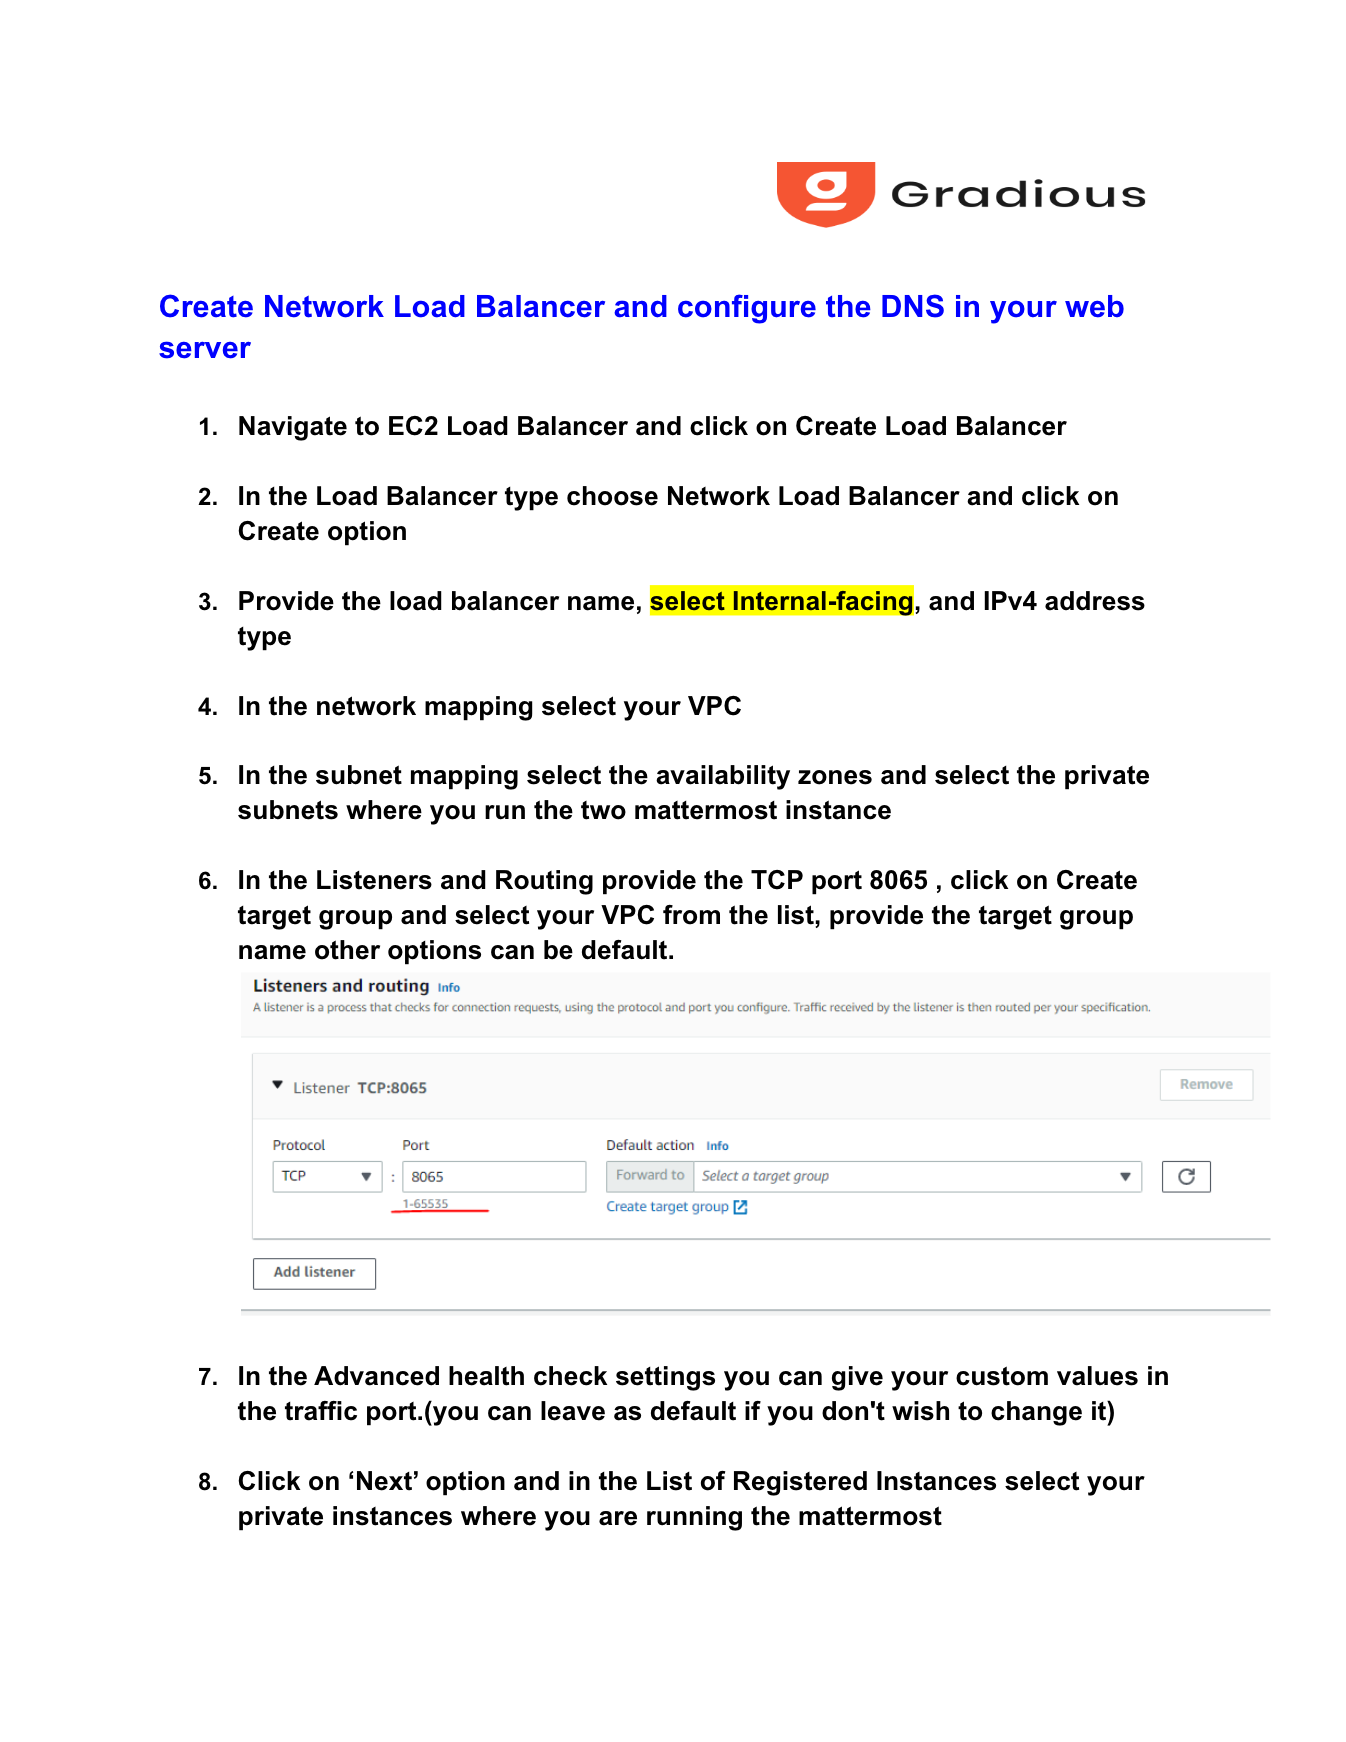 Gradious
Create Network Load Balancer and configure the DNS in your web
server
1. Navigate to EC2 Load Balancer and click on Create Load Balancer
2. In the Load Balancer type choose Network Load Balancer and click on
Create option
3. Provide the load balancer name, select Internal-facing, and IPv4 address
type
4. In the network mapping select your VPC
5. In the subnet mapping select the availability zones and select the private
subnets where you run the two mattermost instance
6. In the Listeners and Routing provide the TCP port 8065 , click on Create
target group and select your VPC from the list, provide the target group
name other options can be default.
Listeners and routing Info
A listener is a process that checks for connection requests, using the protocol and port you configure. Traffic received by the listener is then routed per your specification.
Listener TCP:8065 Remove
Protocol Port Default action Info
TCP : 8065 Forward to Select a target group
1-65535 Create target group
Add listener
7. In the Advanced health check settings you can give your custom values in
the traffic port.(you can leave as default if you don't wish to change it)
8. Click on ‘Next’ option and in the List of Registered Instances select your
private instances where you are running the mattermost